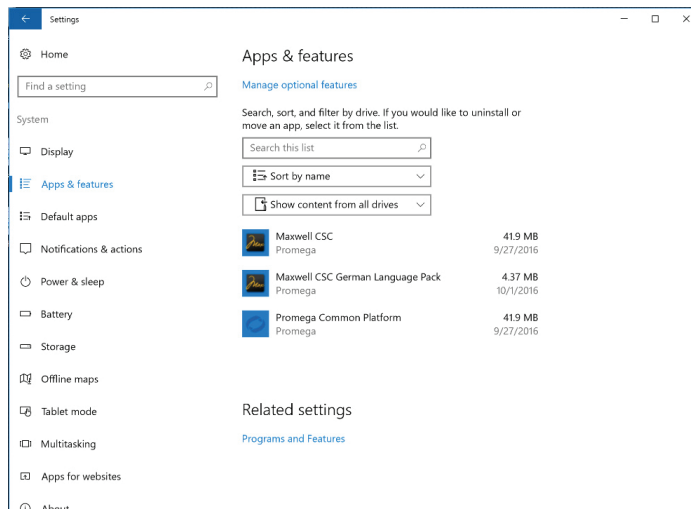 Settings
Home
Find a setting
System
Display
Apps & features
Default apps
Notifications & actions
Power & sleep
Battery
Storage
Offline maps
Tablet mode
Multitasking
Apps for websites
About
Apps & features
Manage optional features
Search, sort, and filter by drive. If you would like to uninstall or
move an app, select it from the list.
Search this list
Sort by name
Show content from all drives
Maxwell CSC 41.9 MB
Promega 9/27/2016
Maxwell CSC German Language Pack 4.37 MB
Promega 10/1/2016
Promega Common Platform 41.9 MB
Promega 9/27/2016
Related settings
Programs and Features